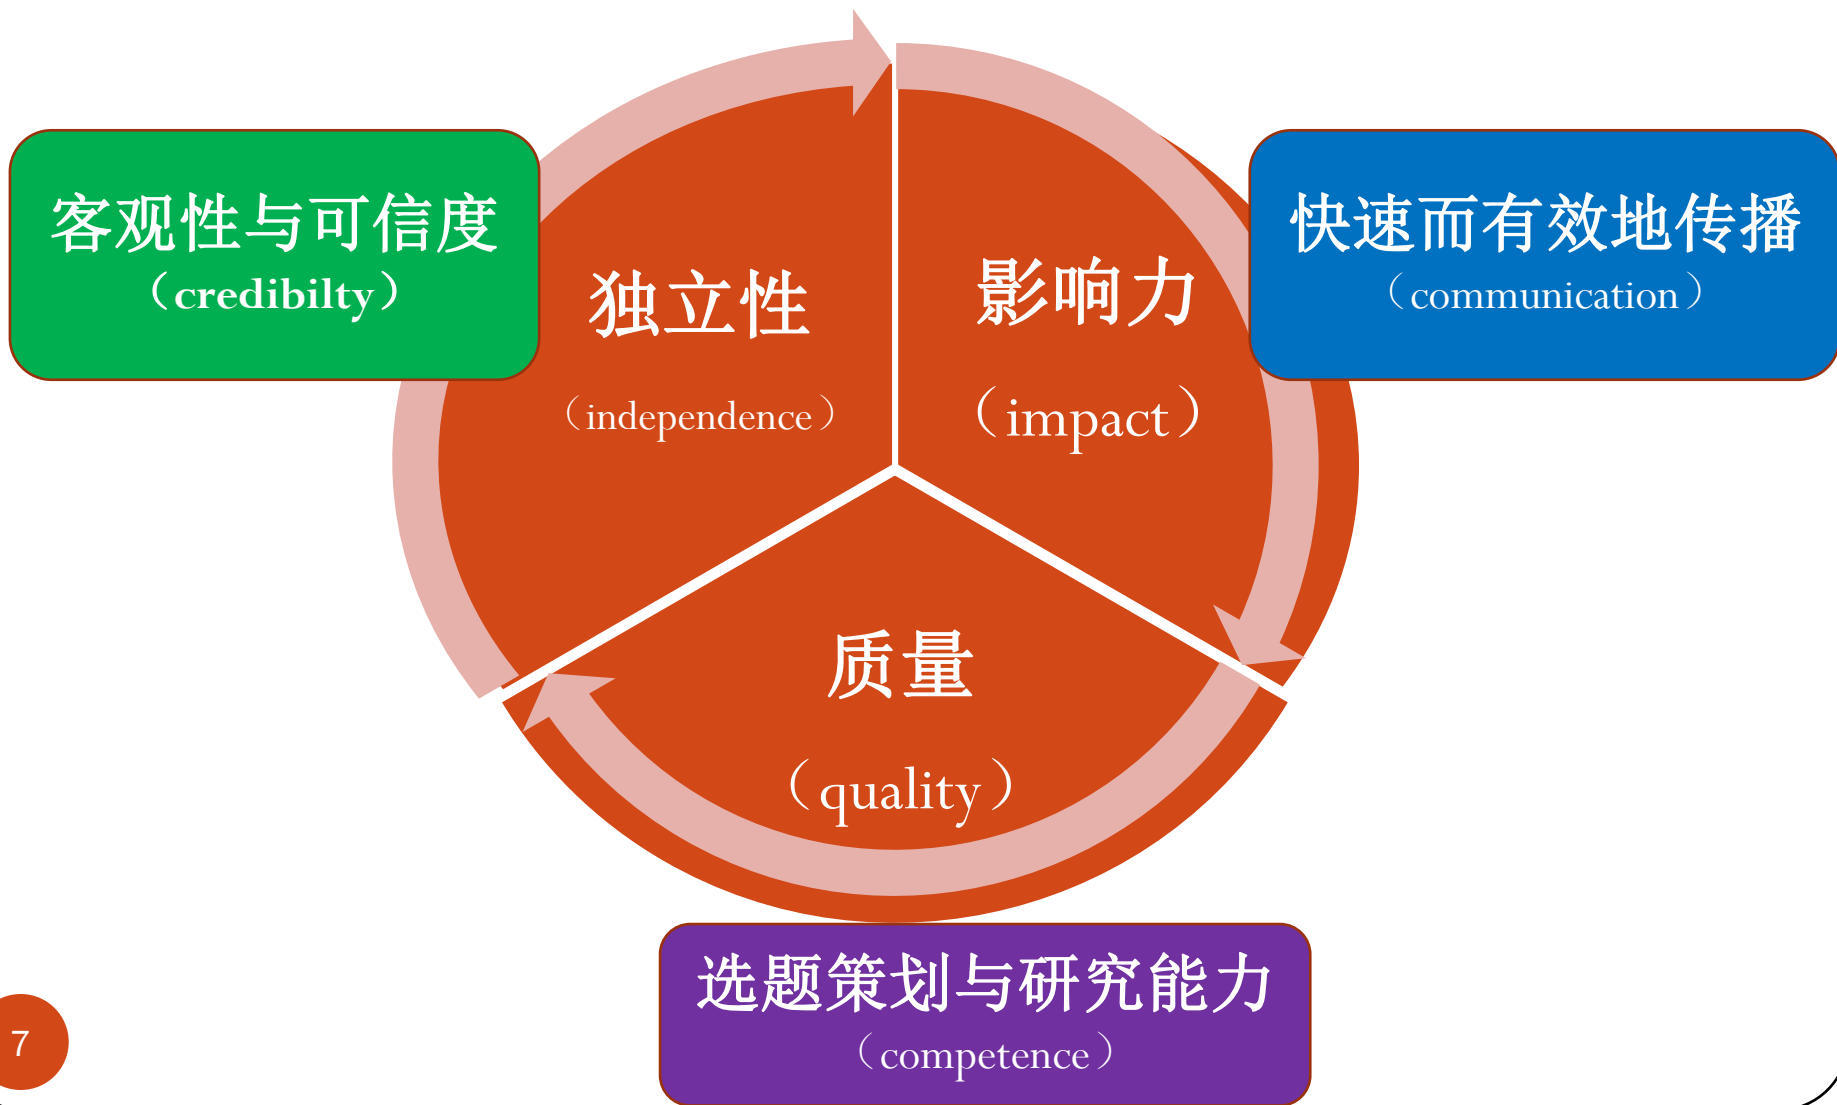 客观性与可信度
（credibilty）
独立性
（independence）
影响力
（impact）
快速而有效地传播
（communication）
质量
（quality）
选题策划与研究能力
（competence）
7